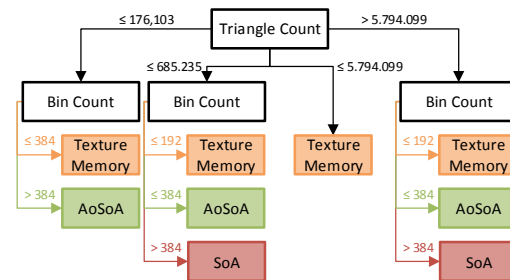 ≤ 176,103
Triangle Count
> 5.794.099
≤ 685.235
≤ 5.794.099
Bin Count
Bin Count
Bin Count
≤ 384
Texture
Memory
≤ 192
Texture
Memory
Texture
Memory
≤ 192
Texture
Memory
> 384
AoSoA
≤ 384
AoSoA
≤ 384
AoSoA
> 384
SoA
> 384
SoA